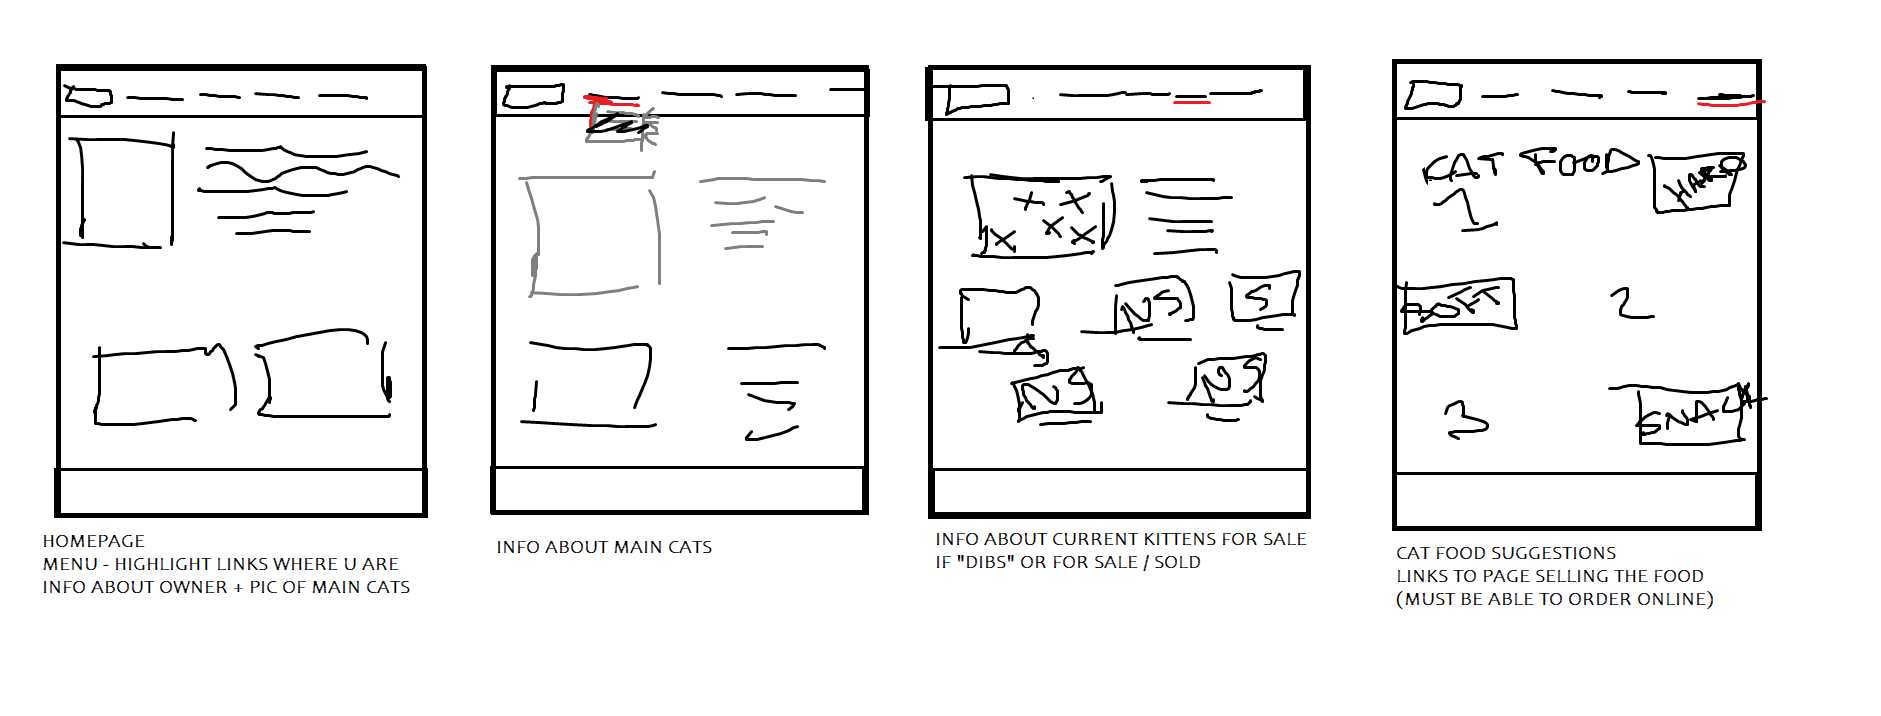 CAT FOOD
HARD
1
NS
S
SOFT
2
NS
NS
3
SNACK
HOMEPAGE
MENU - HIGHLIGHT LINKS WHERE U ARE
INFO ABOUT OWNER + PIC OF MAIN CATS
INFO ABOUT MAIN CATS
INFO ABOUT CURRENT KITTENS FOR SALE
IF "DIBS" OR FOR SALE / SOLD
CAT FOOD SUGGESTIONS
LINKS TO PAGE SELLING THE FOOD
(MUST BE ABLE TO ORDER ONLINE)